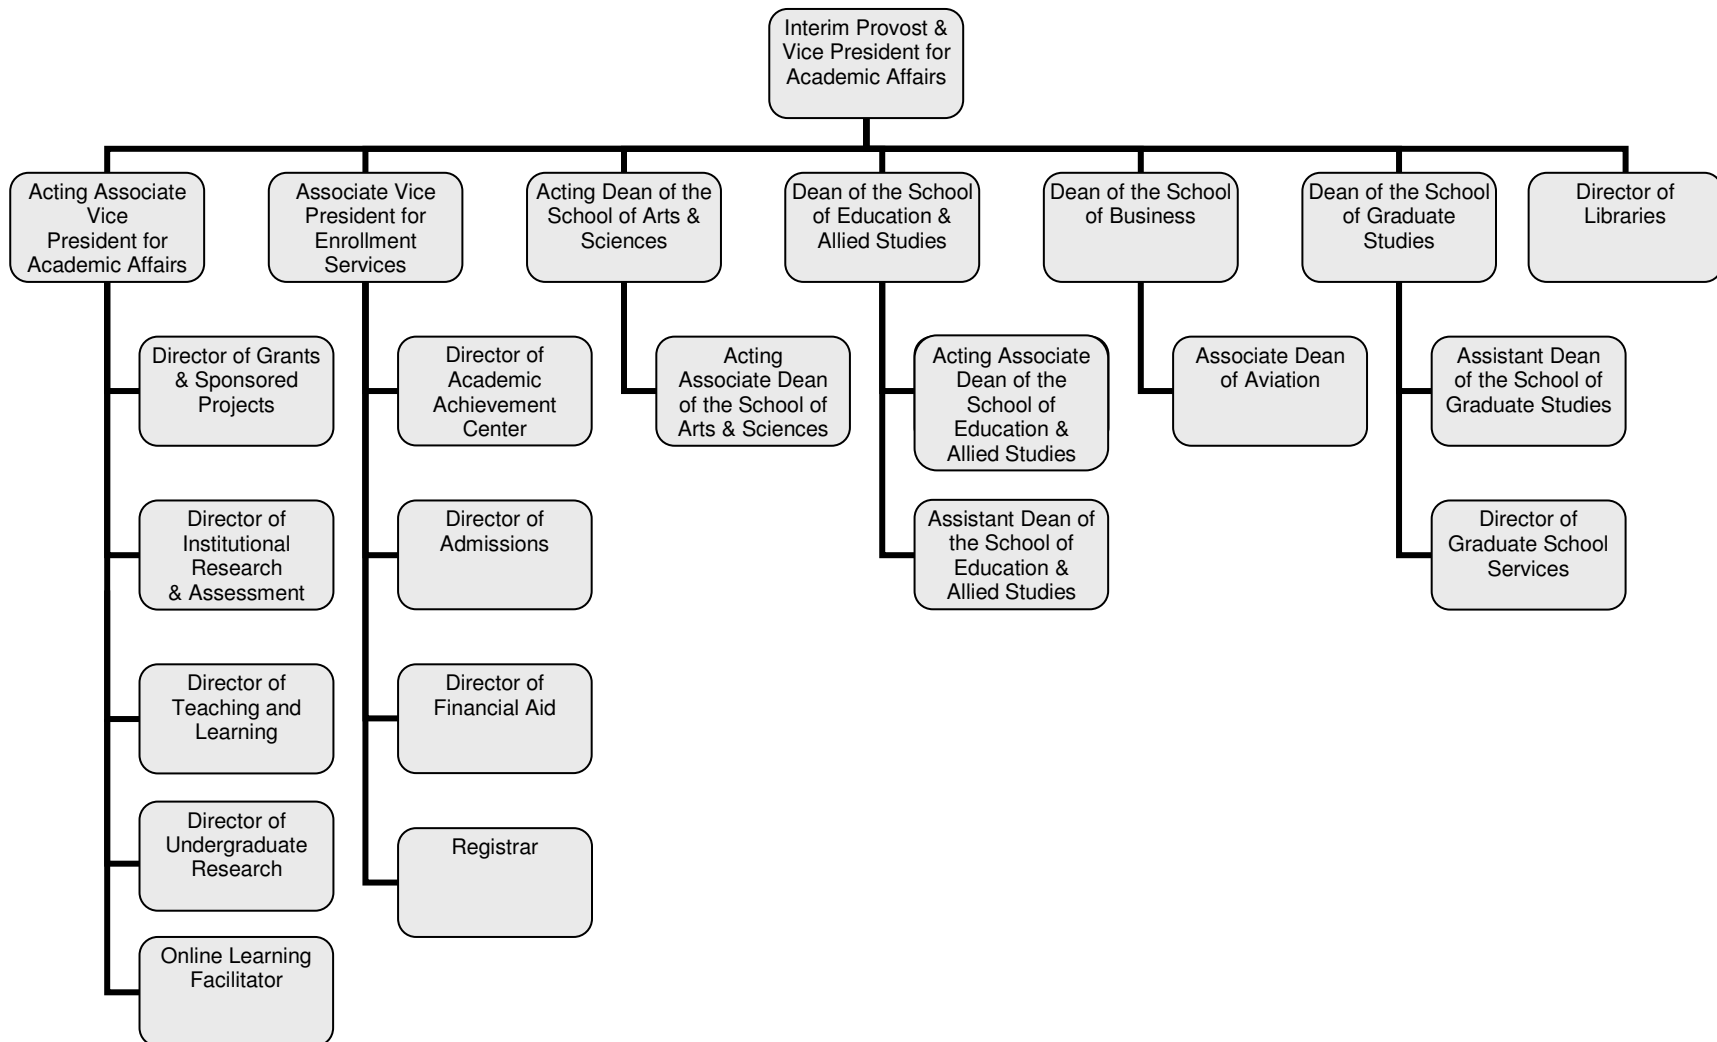 Interim Provost &
Vice President for
Academic Affairs
Acting Associate
Vice
President for
Academic Affairs
Associate Vice
President for
Enrollment
Services
Acting Dean of the
School of Arts &
Sciences
Dean of the School
of Education &
Allied Studies
Dean of the School
of Business
Dean of the School
of Graduate
Studies
Director of
Libraries
Director of Grants
& Sponsored
Projects
Director of
Academic
Achievement
Center
Acting
Associate Dean
of the School of
Arts & Sciences
Acting Associate
Dean of the
School of
Education &
Allied Studies
Associate Dean
of Aviation
Assistant Dean
of the School of
Graduate Studies
Director of
Institutional
Research
& Assessment
Director of
Admissions
Assistant Dean of
the School of
Education &
Allied Studies
Director of
Graduate School
Services
Director of
Teaching and
Learning
Director of
Financial Aid
Director of
Undergraduate
Research
Registrar
Online Learning
Facilitator